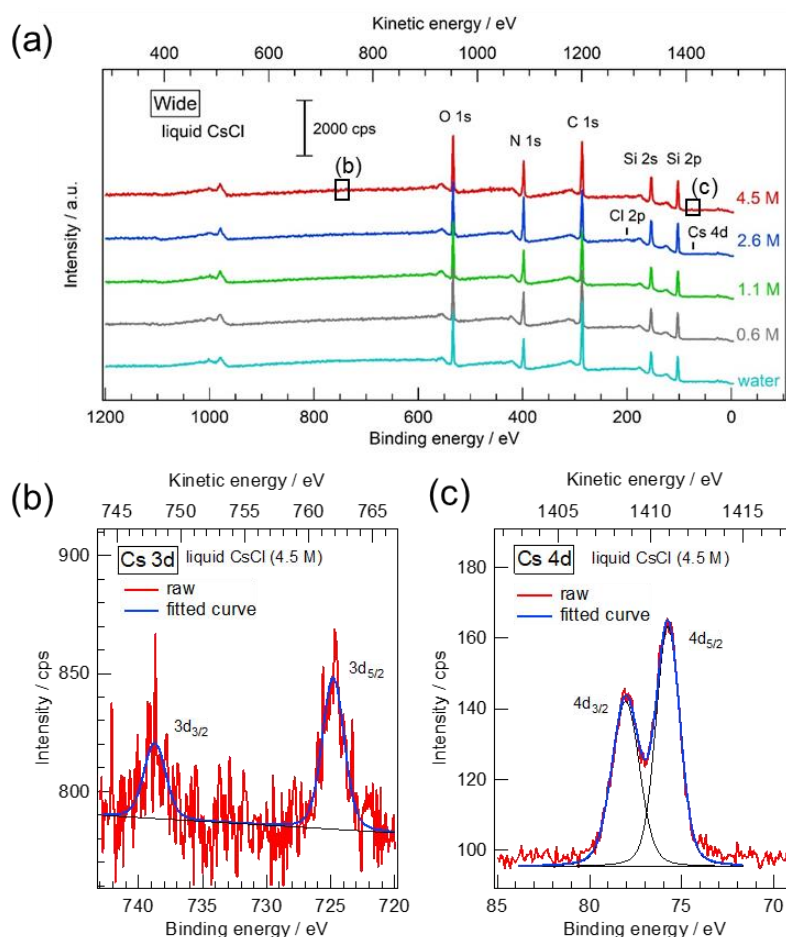 (a)
Kinetic energy / eV
400 600 800 1000 1200 1400
Wide
liquid CsCl
2000 cps
O 1s
N 1s
C 1s
Si 2s
Si 2p
(b)
(c)
4.5 M
Cl 2p
Cs 4d
2.6 M
1.1 M
0.6 M
water
Intensity / a.u.
1200 1000 800 600 400 200 0
Binding energy / eV
(b)
Kinetic energy / eV
745 750 755 760 765
Cs 3d
liquid CsCl (4.5 M)
raw
fitted curve
3d5/2
3d3/2
910
850
790
Intensity / cps
740 735 730 725 720
Binding energy / eV
(c)
Kinetic energy / eV
1405 1410 1415
Cs 4d
liquid CsCl (4.5 M)
raw
fitted curve
4d5/2
4d3/2
180
160
140
120
100
Intensity / cps
85 80 75 70
Binding energy / eV